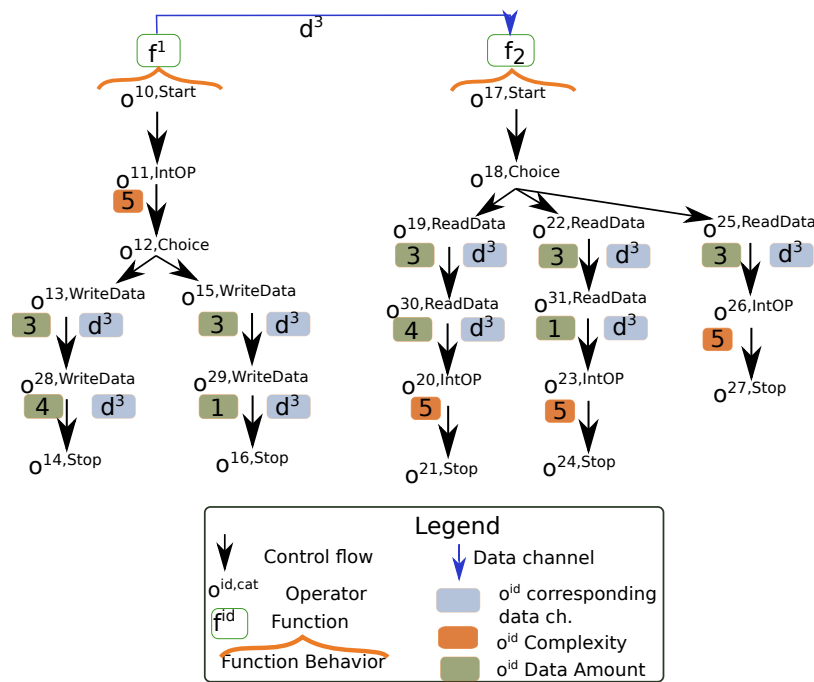 d³
f¹
f₂
o¹⁰,Start
o¹⁷,Start
o¹¹,IntOP
5
o¹⁸,Choice
o¹²,Choice
o¹⁹,ReadData
o²²,ReadData
o²⁵,ReadData
3 d³
3 d³
3 d³
o¹³,WriteData
o¹⁵,WriteData
3 d³
3 d³
o³⁰,ReadData
o³¹,ReadData
o²⁶,IntOP
4 d³
1 d³
5
o²⁸,WriteData
o²⁹,WriteData
o²⁰,IntOP
o²³,IntOP
o²⁷,Stop
4 d³
1 d³
5
5
o¹⁴,Stop
o¹⁶,Stop
o²¹,Stop
o²⁴,Stop
Legend
Control flow
Data channel
oid,cat
Operator
oid corresponding
data ch.
fid
Function
oid Complexity
Function Behavior
oid Data Amount